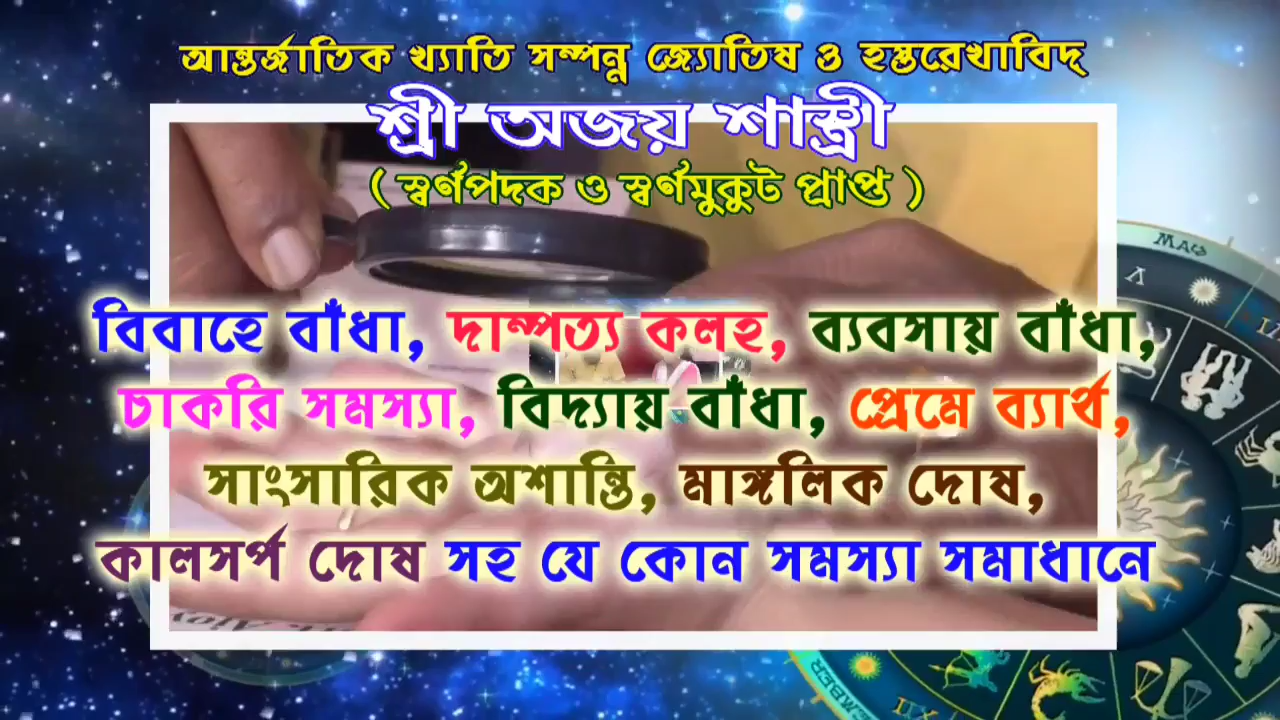 আন্তর্জাতিক খ্যাতি সম্পন্ন জ্যোতিষ ও হস্তরেখাবিদ্
শ্রী অজয় শাস্ত্রী
( স্বর্ণপদক ও স্বর্ণমুকুট প্রাপ্ত )
বিবাহে বাঁধা, দাম্পত্য কলহ, ব্যবসায় বাঁধা,
চাকরি সমস্যা, বিদ্যায় বাঁধা, প্রেমে ব্যার্থ,
সাংসারিক অশান্তি, মাঙ্গলিক দোষ,
কালসর্প দোষ সহ যে কোন সমস্যা সমাধানে